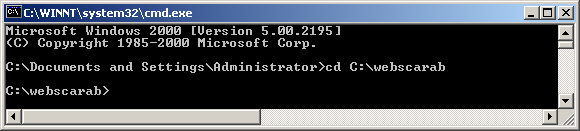 C:\WINNT\system32\cmd.exe
Microsoft Windows 2000 [Version 5.00.2195]
(C) Copyright 1985-2000 Microsoft Corp.
C:\Documents and Settings\Administrator>cd C:\webscarab
C:\webscarab>